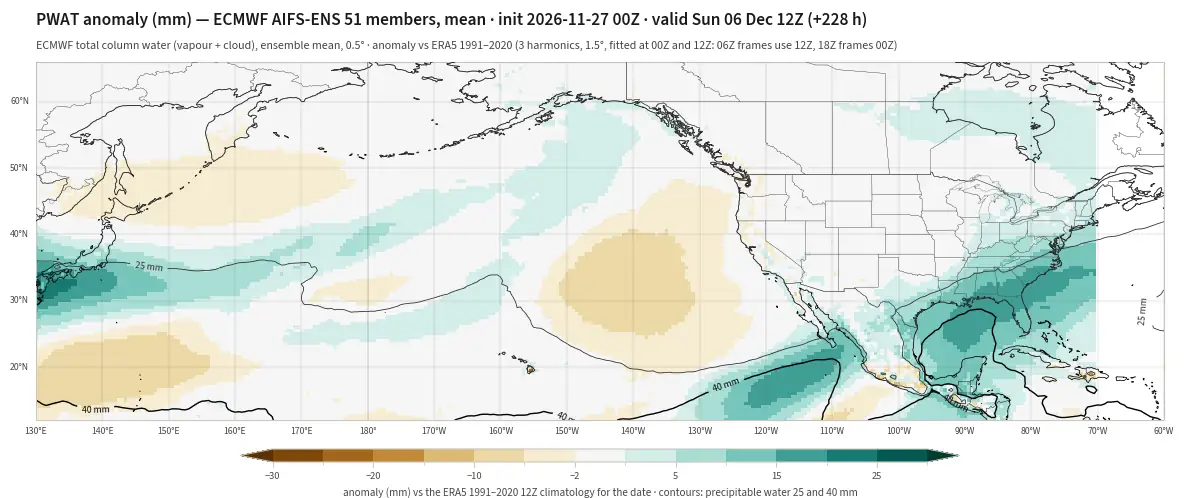 PWAT anomaly (mm) — ECMWF AIFS-ENS 51 members, mean · init 2026-11-27 00Z · valid Sun 06 Dec 12Z (+228 h)
ECMWF total column water (vapour + cloud), ensemble mean, 0.5° · anomaly vs ERA5 1991–2020 (3 harmonics, 1.5°, fitted at 00Z and 12Z: 06Z frames use 12Z, 18Z frames 00Z)
60°N
50°N
40°N
30°N
20°N
25 mm
25 mm
40 mm
40 mm
40
130°E 140°E 150°E 160°E 170°E 180° 170°W 160°W 150°W 140°W 130°W 120°W 110°W 100°W 90°W 80°W 70°W 60°W
−30 −20 −10 −2 5 15 25
anomaly (mm) vs the ERA5 1991–2020 12Z climatology for the date · contours: precipitable water 25 and 40 mm